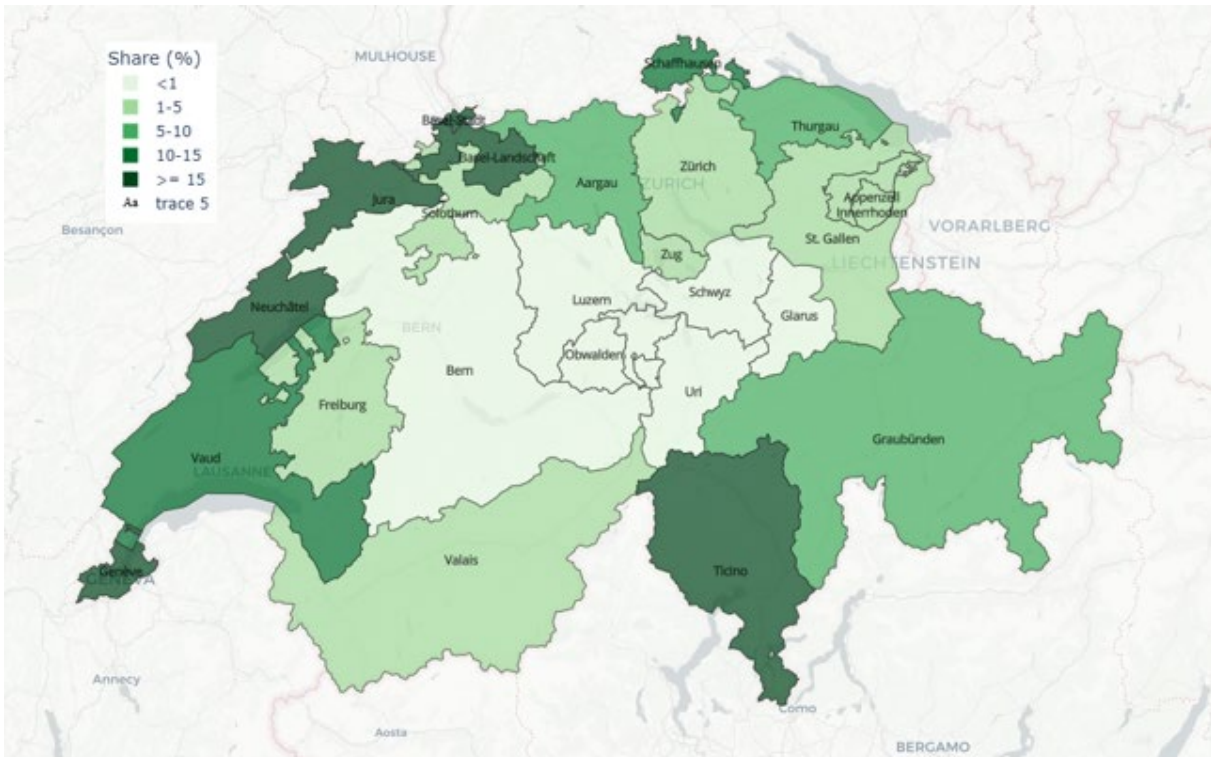 MULHOUSE
Share (%)
<1
1-5
5-10
10-15
>= 15
Aa trace 5
Schaffhausen
Basel-Stadt
Basel-Landschaft
Thurgau
Aargau
Zürich
ZURICH
Jura
Solothurn
Appenzell
Innerrhoden
Besançon
VORARLBERG
St. Gallen
Zug
LIECHTENSTEIN
Neuchâtel
Luzern
Schwyz
Glarus
BERN
Obwalden
Bern
Uri
Freiburg
Graubünden
Vaud
LAUSANNE
Valais
Ticino
Genève
GENEVA
Annecy
Como
Aosta
BERGAMO